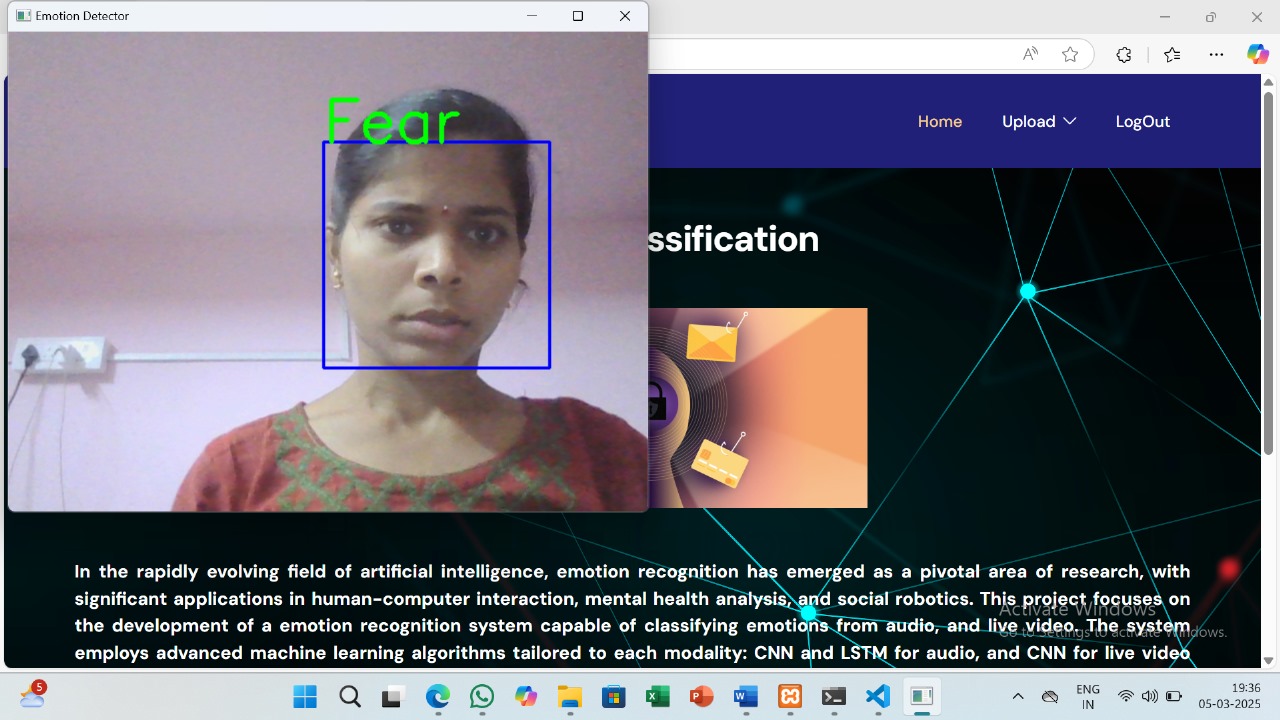 Emotion Detector
Fear
Home Upload LogOut
ssification
In the rapidly evolving field of artificial intelligence, emotion recognition has emerged as a pivotal area of research, with
significant applications in human-computer interaction, mental health analysis, and social robotics. This project focuses on
the development of a emotion recognition system capable of classifying emotions from audio, and live video. The system
employs advanced machine learning algorithms tailored to each modality: CNN and LSTM for audio, and CNN for live video
Activate Windows
Go to Settings to activate Windows.
5
ENG
IN
19:36
05-03-2025